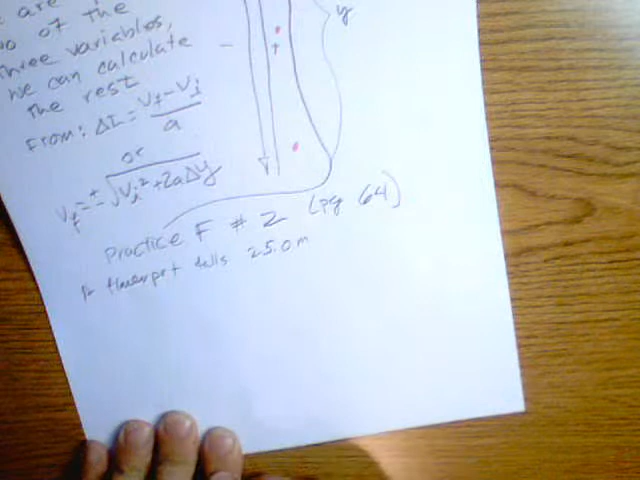 are
of the
three variables,
we can calculate
the rest
y
From: Δt = Vf - Vi / a
or
Vf = ± √Vi² + 2aΔy
Practice F # 2 (pg 64)
A flowerpot falls 25.0 m